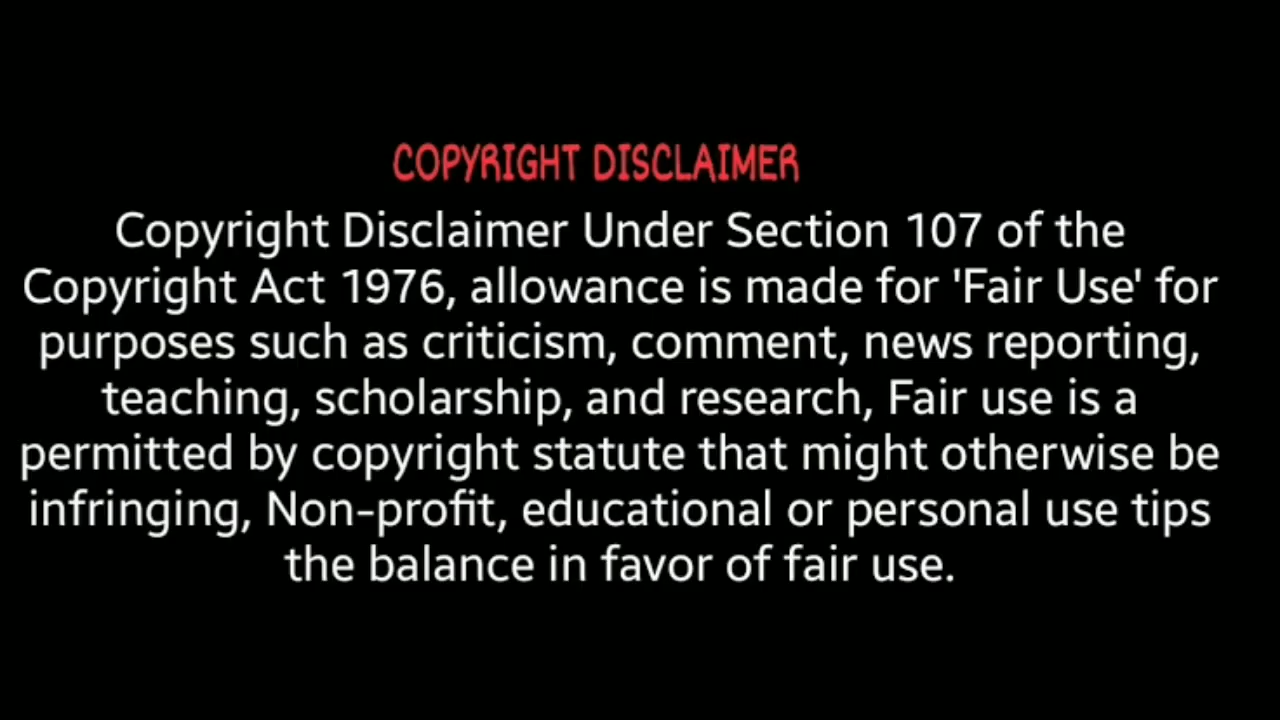 COPYRIGHT DISCLAIMER
Copyright Disclaimer Under Section 107 of the
Copyright Act 1976, allowance is made for 'Fair Use' for
purposes such as criticism, comment, news reporting,
teaching, scholarship, and research, Fair use is a
permitted by copyright statute that might otherwise be
infringing, Non-profit, educational or personal use tips
the balance in favor of fair use.